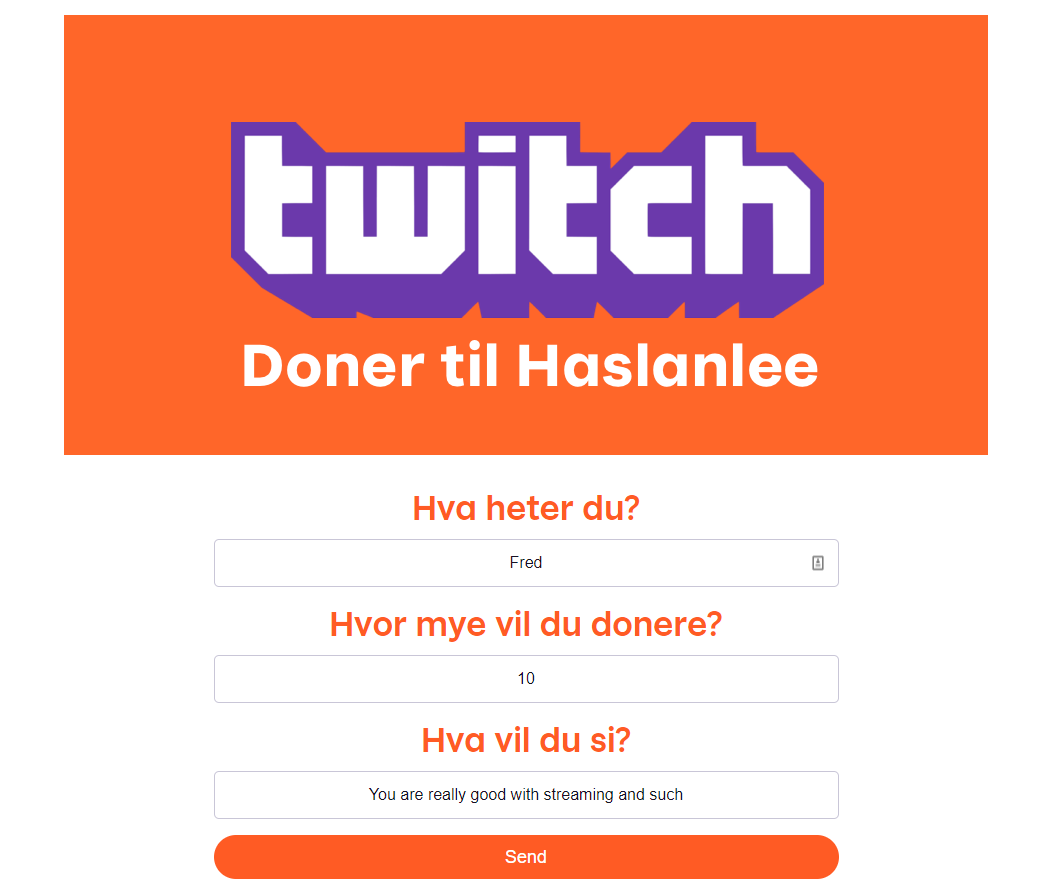 twitch
Doner til Haslanlee
Hva heter du?
Fred
Hvor mye vil du donere?
10
Hva vil du si?
You are really good with streaming and such
Send